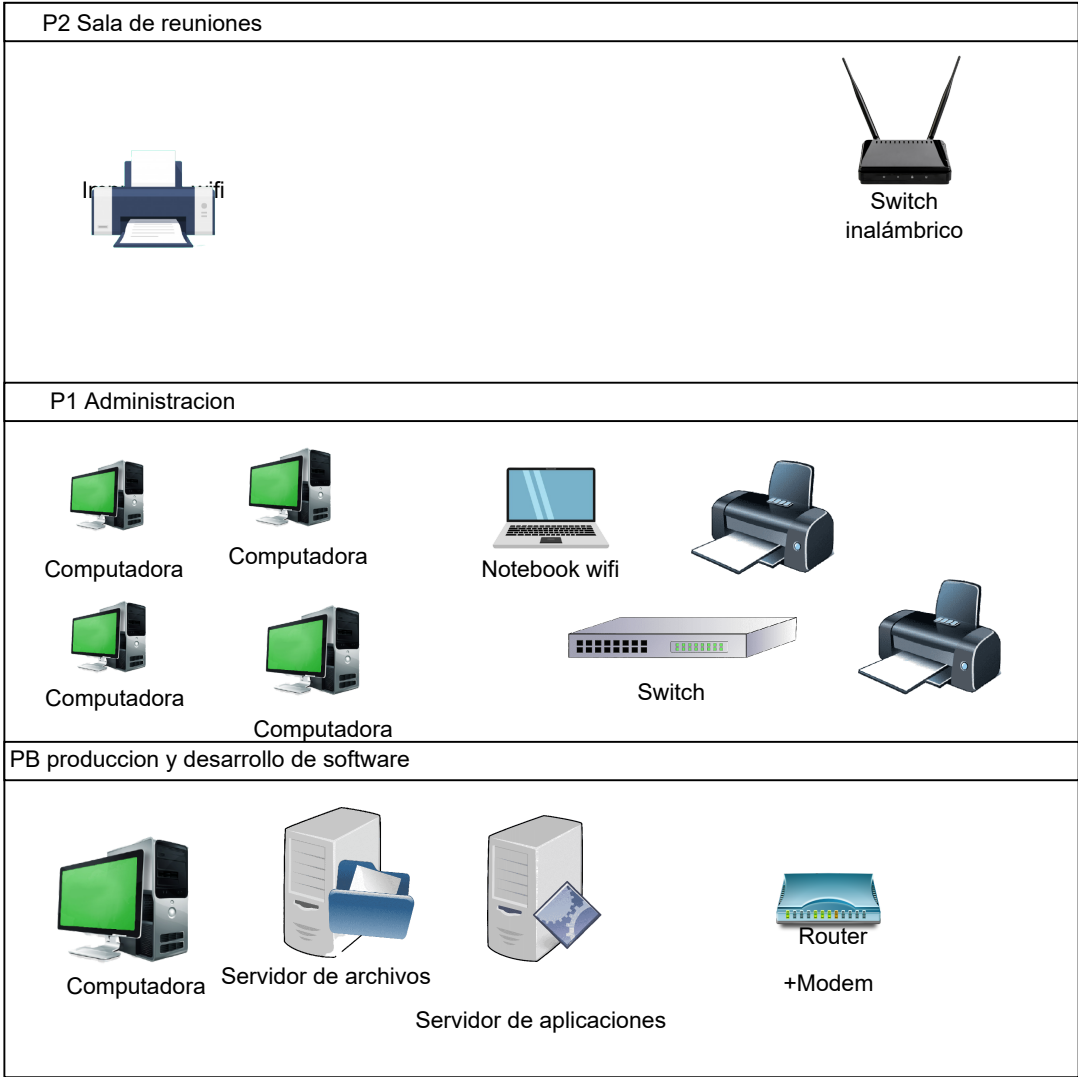 P2 Sala de reuniones
Switch
inalámbrico
P1 Administracion
Computadora
Computadora
Notebook wifi
Computadora
Switch
Computadora
PB produccion y desarrollo de software
Computadora
Servidor de archivos
Servidor de aplicaciones
Router
+Modem